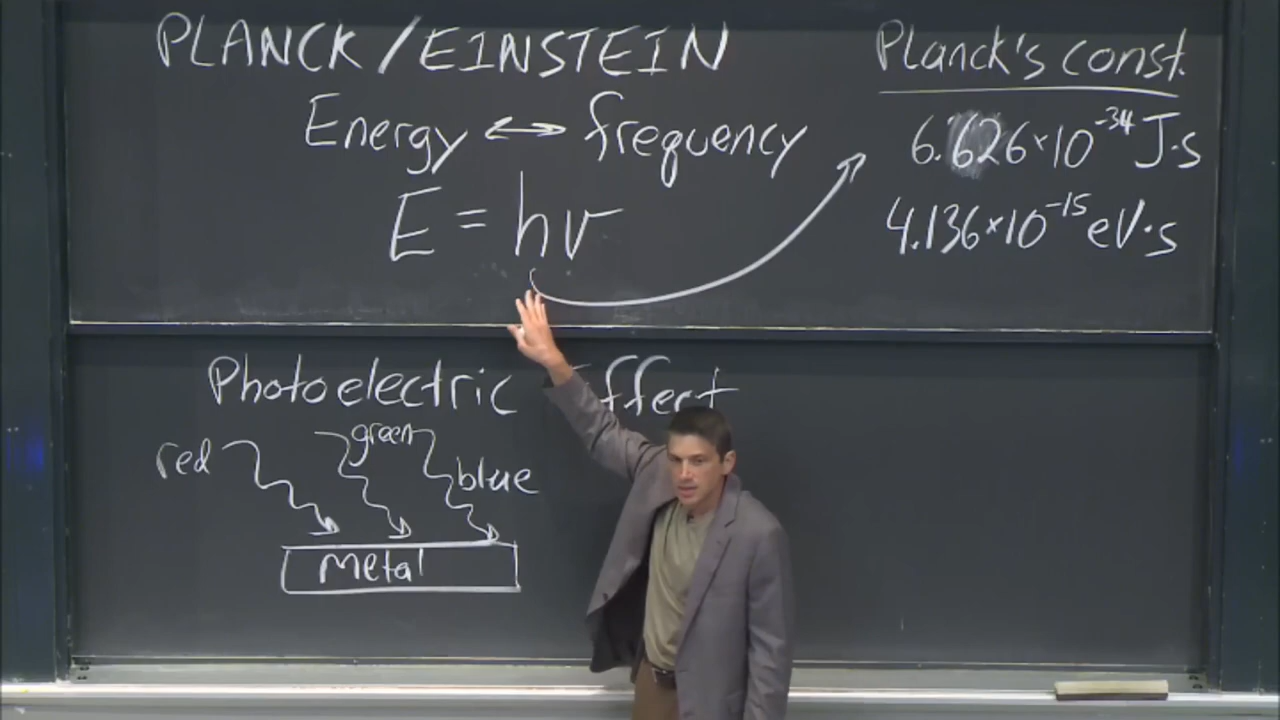 PLANCK/EINSTEIN
Energy ↔ frequency
E = hν
Planck's const.
6.626×10⁻³⁴ J·s
4.136×10⁻¹⁵ eV·s
Photoelectric Effect
red
green
blue
Metal